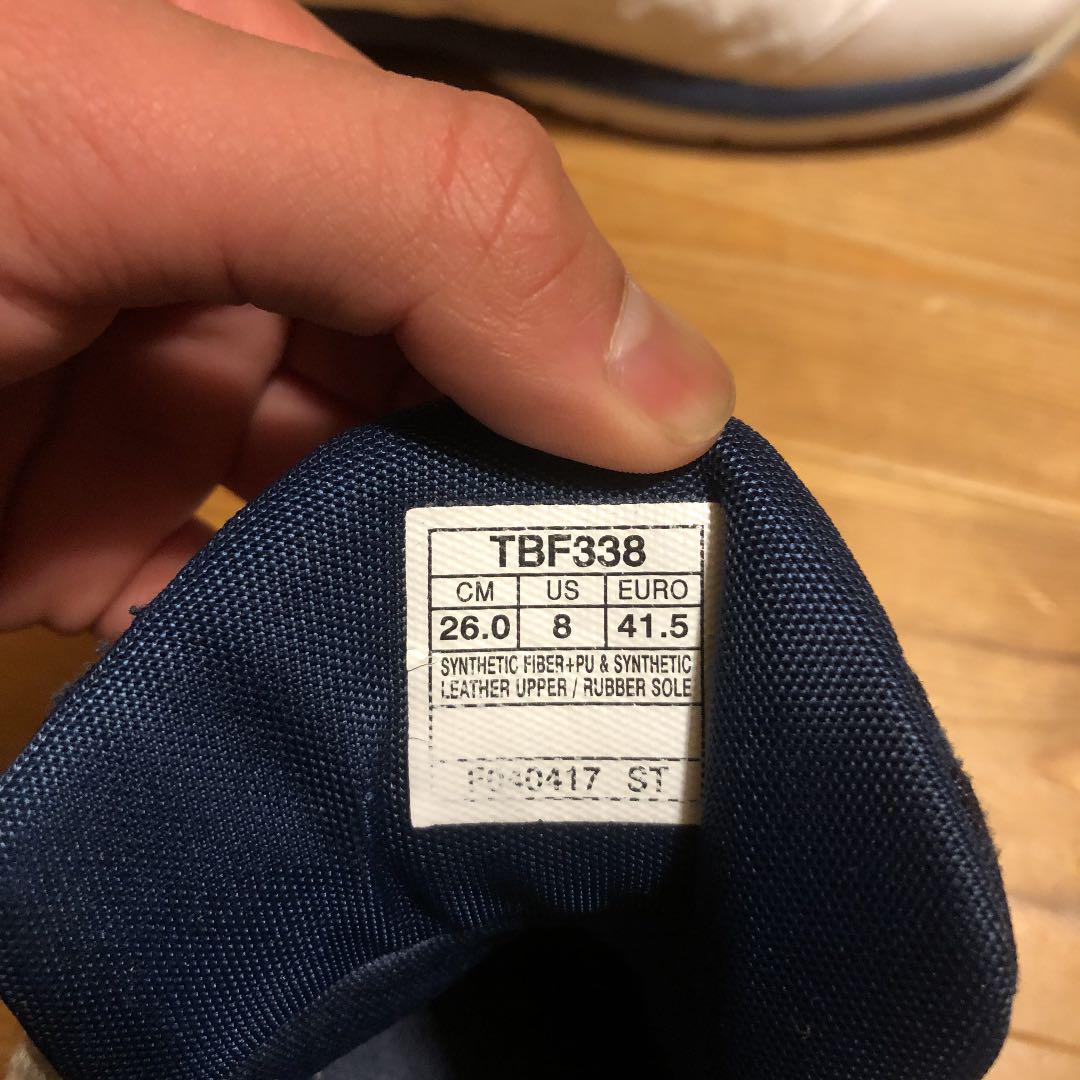 TBF338
CM US EURO
26.0 8 41.5
SYNTHETIC FIBER+PU & SYNTHETIC
LEATHER UPPER / RUBBER SOLE
ST